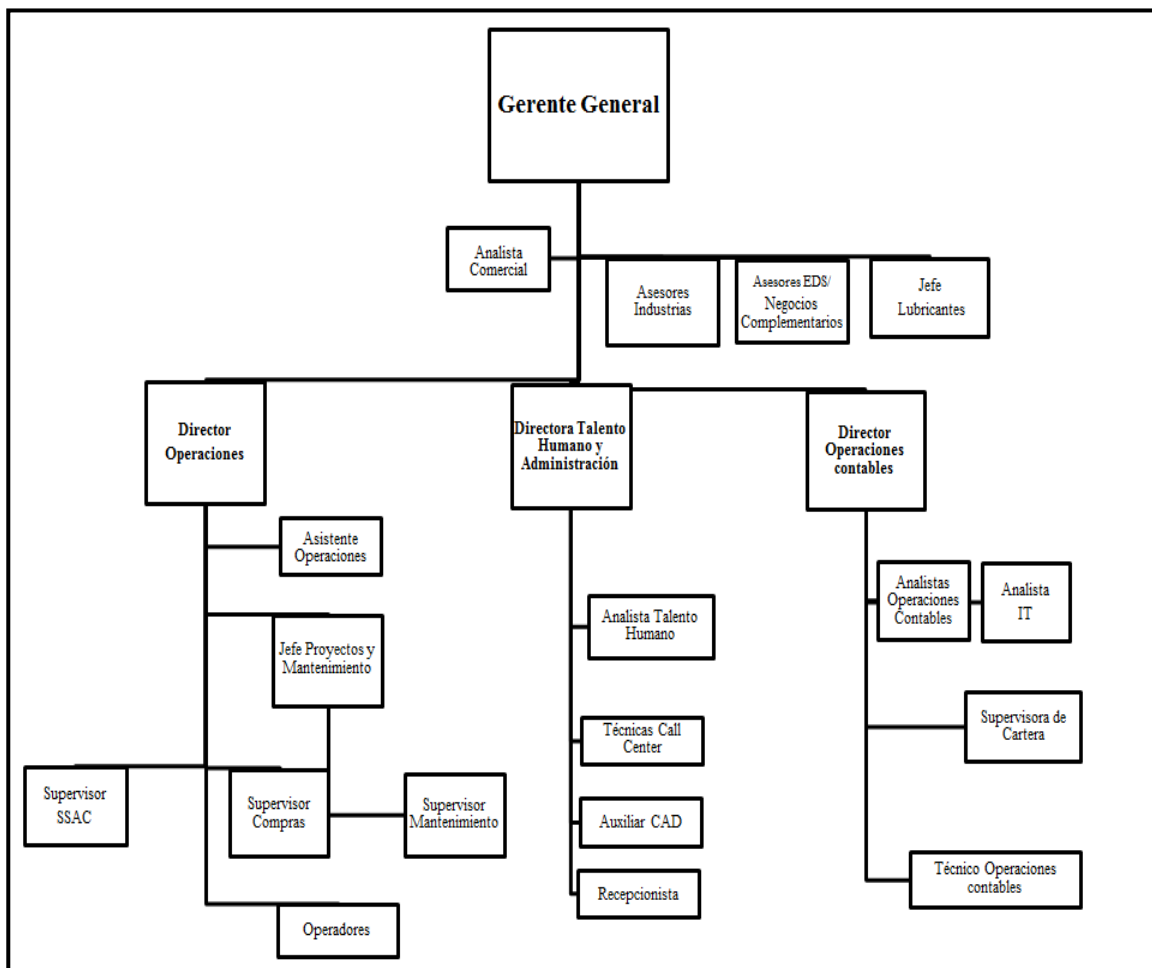 Gerente General
Analista
Comercial
Asesores
Industrias
Asesores EDS/
Negocios
Complementarios
Jefe
Lubricantes
Director
Operaciones
Directora Talento
Humano y
Administración
Director
Operaciones
contables
Asistente
Operaciones
Jefe Proyectos y
Mantenimiento
Supervisor
SSAC
Supervisor
Compras
Supervisor
Mantenimiento
Operadores
Analista Talento
Humano
Técnicas Call
Center
Auxiliar CAD
Recepcionista
Analistas
Operaciones
Contables
Analista
IT
Supervisora de
Cartera
Técnico Operaciones
contables